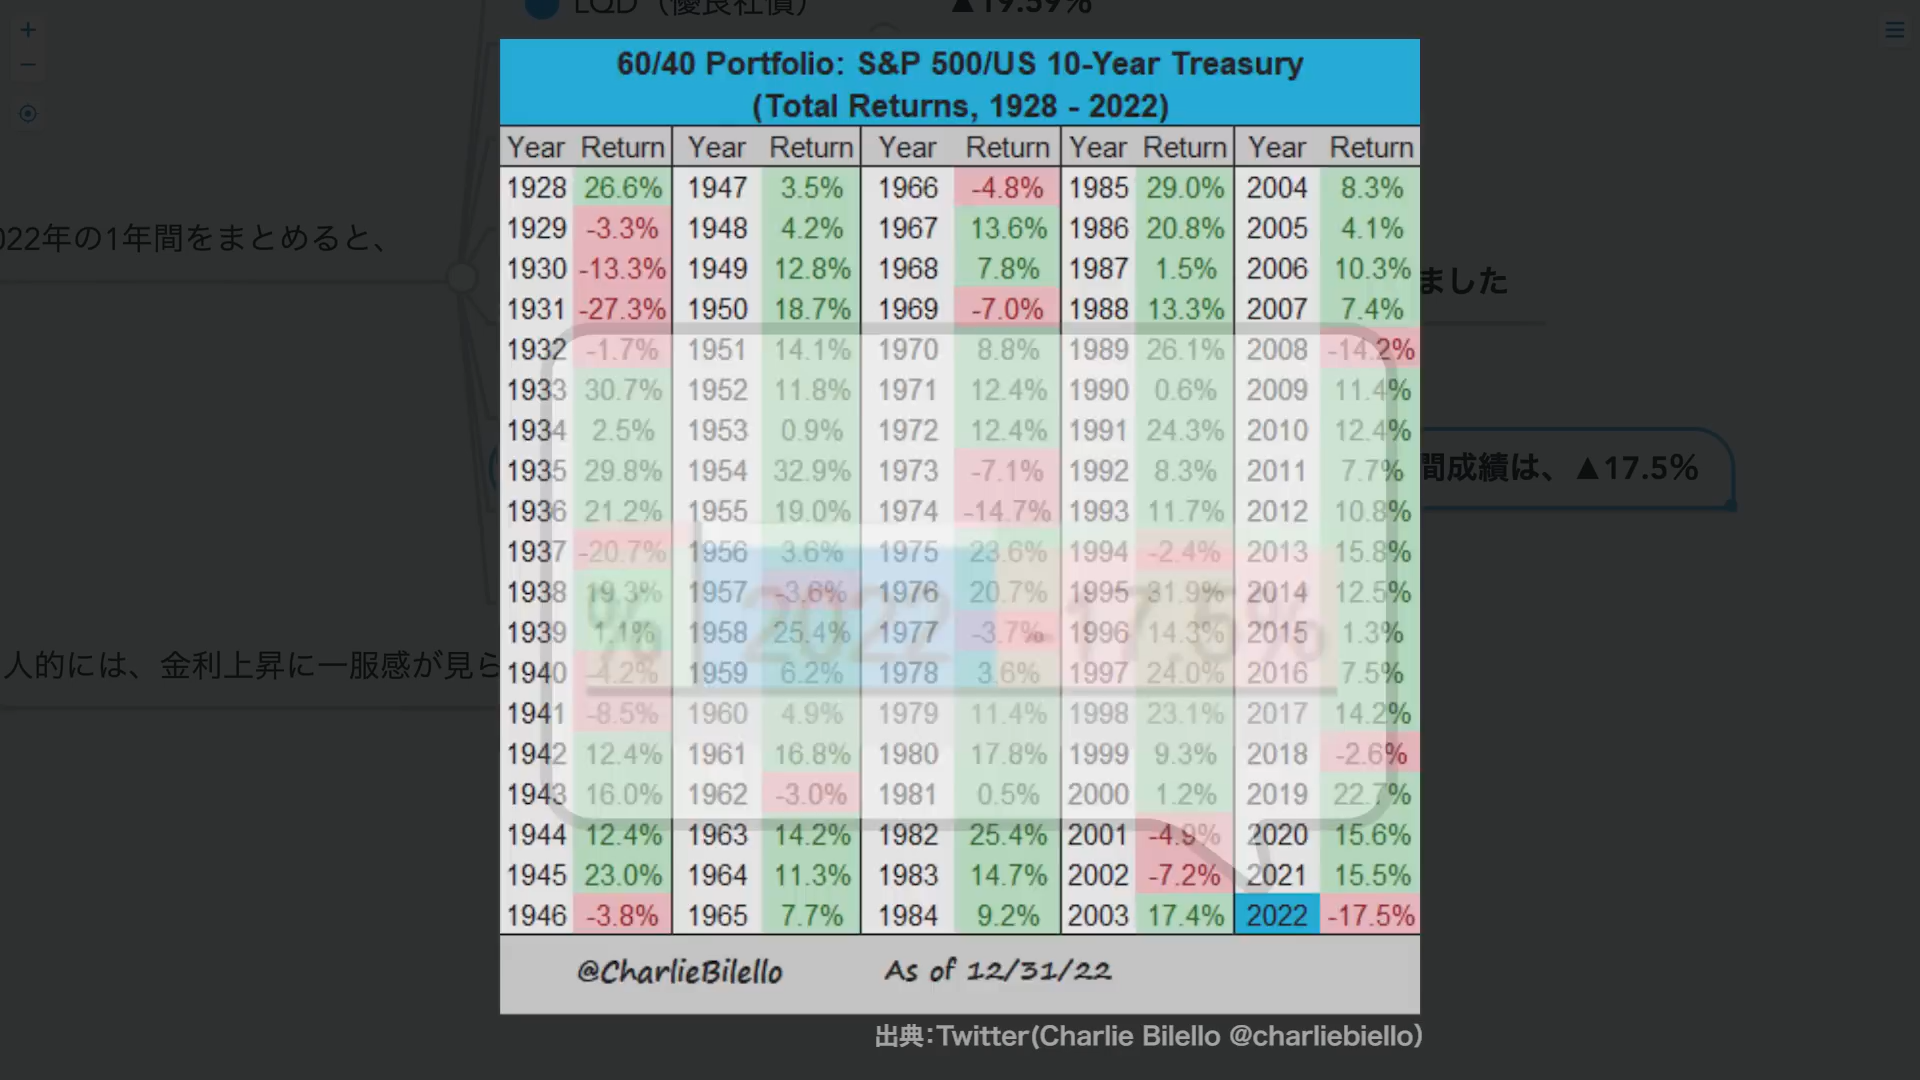 LQD（優良社債） ▲19.59%
60/40 Portfolio: S&P 500/US 10-Year Treasury
(Total Returns, 1928 - 2022)
Year Return Year Return Year Return Year Return Year Return
1928 26.6% 1947 3.5% 1966 -4.8% 1985 29.0% 2004 8.3%
1929 -3.3% 1948 4.2% 1967 13.6% 1986 20.8% 2005 4.1%
022年の1年間をまとめると、
1930 -13.3% 1949 12.8% 1968 7.8% 1987 1.5% 2006 10.3%
ました
1931 -27.3% 1950 18.7% 1969 -7.0% 1988 13.3% 2007 7.4%
1932 -1.7% 1951 14.1% 1970 8.8% 1989 26.1% 2008 -14.2%
1933 30.7% 1952 11.8% 1971 12.4% 1990 0.6% 2009 11.4%
1934 2.5% 1953 0.9% 1972 12.4% 1991 24.3% 2010 12.4%
1935 29.8% 1954 32.9% 1973 -7.1% 1992 8.3% 2011 7.7%
間成績は、▲17.5%
1936 21.2% 1955 19.0% 1974 -14.7% 1993 11.7% 2012 10.8%
1937 -20.7% 1956 3.6% 1975 23.6% 1994 -2.4% 2013 15.8%
1938 19.3% 1957 -3.6% 1976 20.7% 1995 31.9% 2014 12.5%
% 2022 -17.5%
1939 1.1% 1958 25.4% 1977 -3.7% 1996 14.3% 2015 1.3%
人的には、金利上昇に一服感が見ら
1940 -4.2% 1959 6.2% 1978 3.6% 1997 24.0% 2016 7.5%
1941 -8.5% 1960 4.9% 1979 11.4% 1998 23.1% 2017 14.2%
1942 12.4% 1961 16.8% 1980 17.8% 1999 9.3% 2018 -2.6%
1943 16.0% 1962 -3.0% 1981 0.5% 2000 1.2% 2019 22.7%
1944 12.4% 1963 14.2% 1982 25.4% 2001 -4.9% 2020 15.6%
1945 23.0% 1964 11.3% 1983 14.7% 2002 -7.2% 2021 15.5%
1946 -3.8% 1965 7.7% 1984 9.2% 2003 17.4% 2022 -17.5%
@CharlieBilello As of 12/31/22
出典：Twitter(Charlie Bilello @charliebiello）